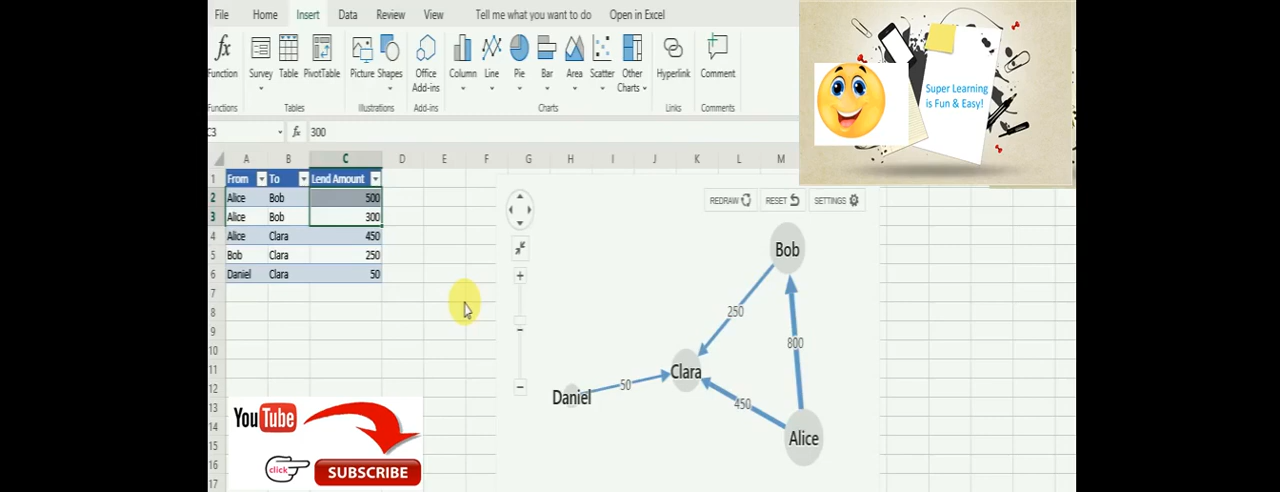 File Home Insert Data Review View Tell me what you want to do Open in Excel
Function Survey Table PivotTable Picture Shapes Office Add-ins Column Line Pie Bar Area Scatter Other Charts Hyperlink Comment
Functions Tables Illustrations Add-ins Charts Links Comments
Super Learning
is Fun & Easy!
C3 fx 300
A B C D E F G H I J K L M
1 From To Lend Amount
2 Alice Bob 500
3 Alice Bob 300
4 Alice Clara 450
5 Bob Clara 250
6 Daniel Clara 50
7
8
9
10
11
12
13
14
15
16
17
REDRAW RESET SETTINGS
Bob
250
800
Clara
50
Daniel
450
Alice
YouTube
click
SUBSCRIBE